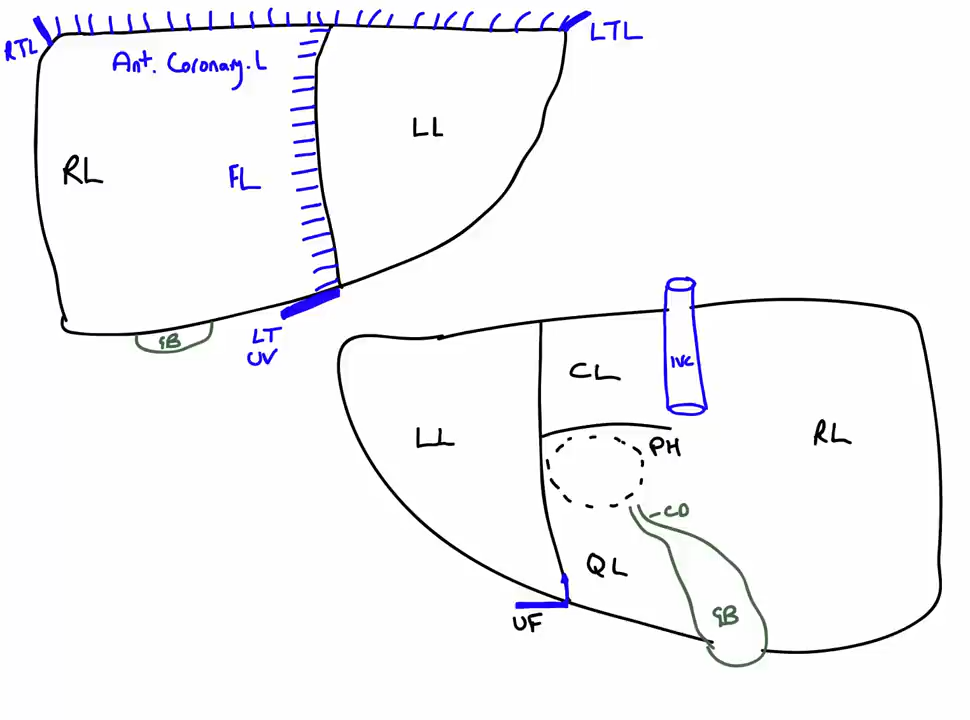 RTL
LTL
Ant. Coronary. L
LL
RL
FL
GB
LT
UV
IVC
CL
LL
RL
PH
CD
QL
GB
UF